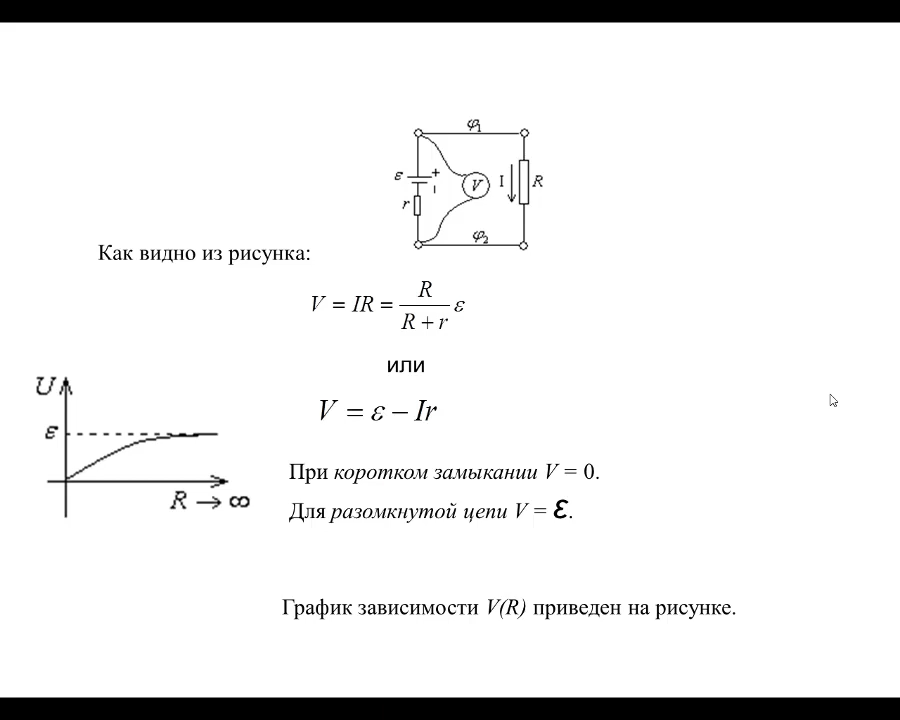 φ1
ε + −
r
V
I R
φ2
Как видно из рисунка:
V = IR = R / (R + r) ε
или
V = ε − Ir
U
ε
R → ∞
При коротком замыкании V = 0.
Для разомкнутой цепи V = ε.
График зависимости V(R) приведен на рисунке.